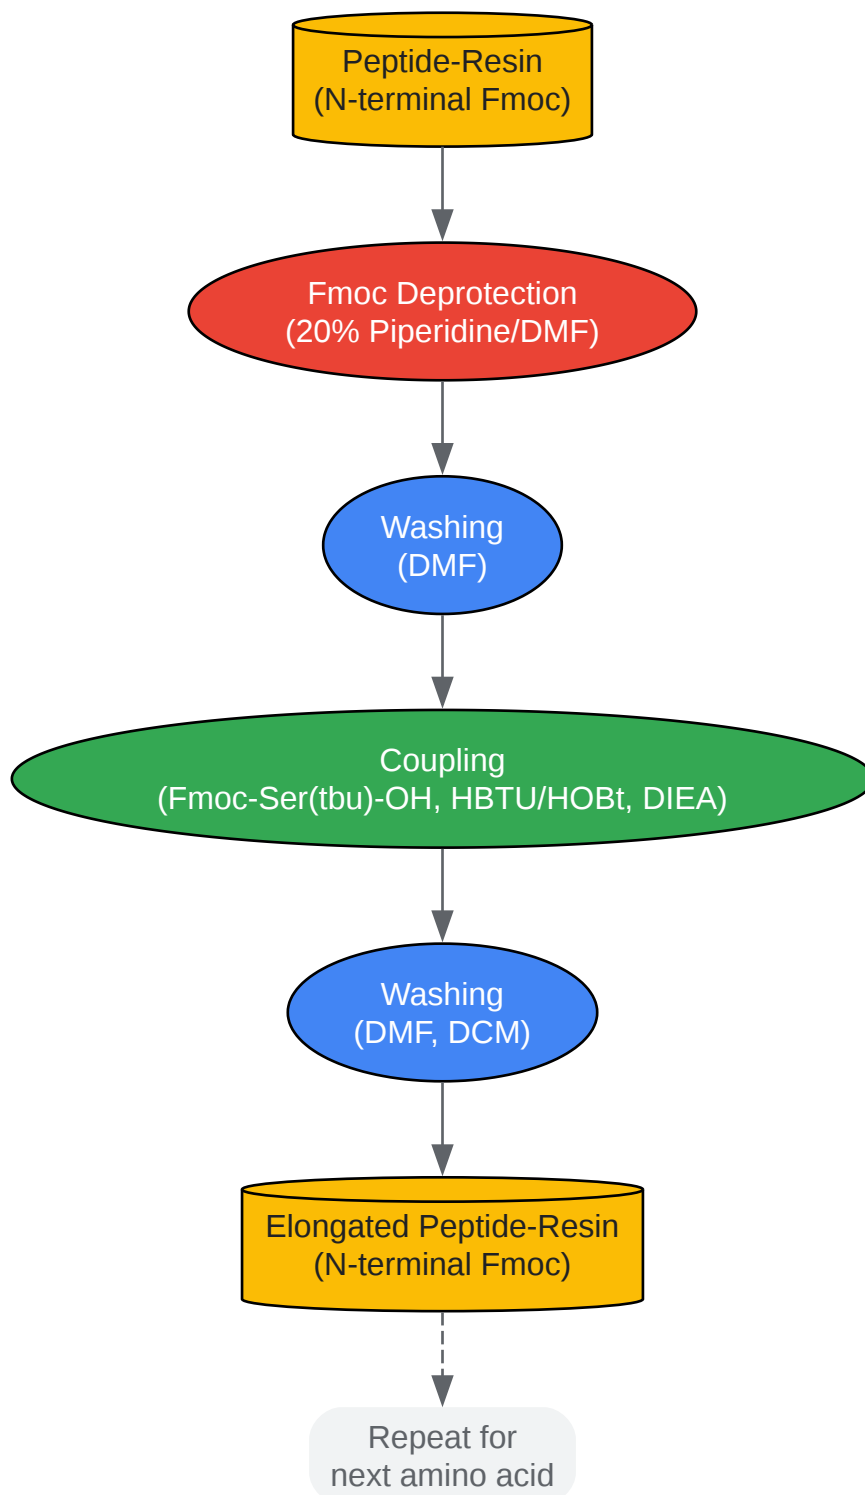 Peptide-Resin
(N-terminal Fmoc)
Fmoc Deprotection
(20% Piperidine/DMF)
Washing
(DMF)
Coupling
(Fmoc-Ser(tbu)-OH, HBTU/HOBt, DIEA)
Washing
(DMF, DCM)
Elongated Peptide-Resin
(N-terminal Fmoc)
Repeat for
next amino acid